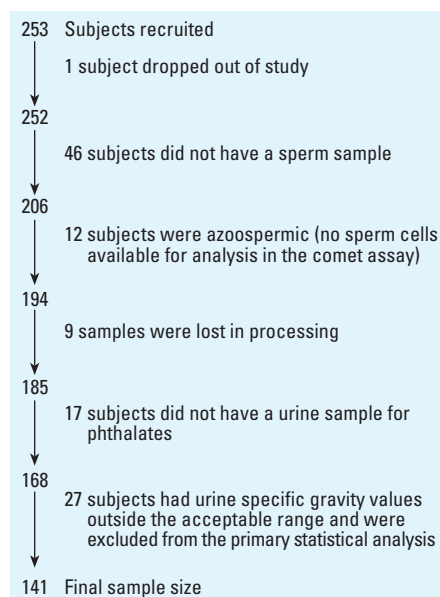 253 Subjects recruited
1 subject dropped out of study
252
46 subjects did not have a sperm sample
206
12 subjects were azoospermic (no sperm cells
available for analysis in the comet assay)
194
9 samples were lost in processing
185
17 subjects did not have a urine sample for
phthalates
168
27 subjects had urine specific gravity values
outside the acceptable range and were
excluded from the primary statistical analysis
141 Final sample size